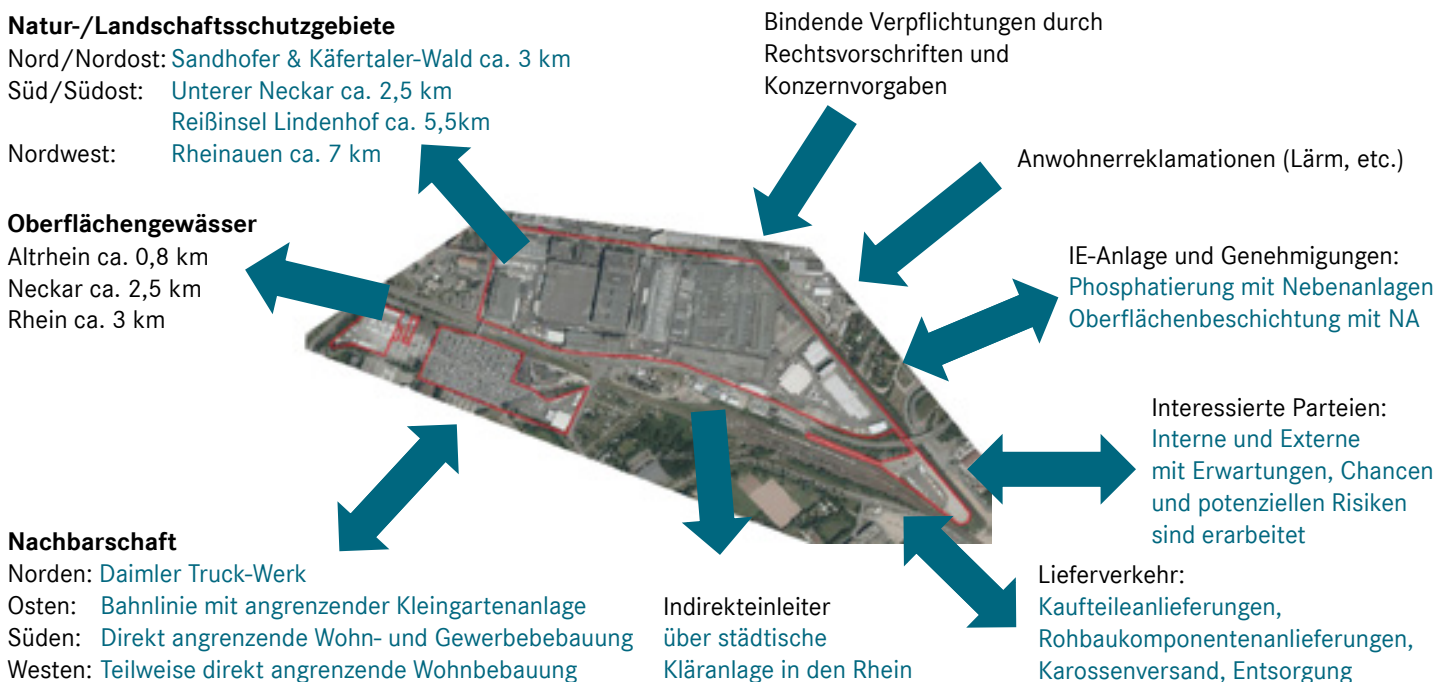 Natur-/Landschaftsschutzgebiete
Nord/Nordost: Sandhofer & Käfertaler-Wald ca. 3 km
Süd/Südost: Unterer Neckar ca. 2,5 km
Reißinsel Lindenhof ca. 5,5km
Nordwest: Rheinauen ca. 7 km
Oberflächengewässer
Altrhein ca. 0,8 km
Neckar ca. 2,5 km
Rhein ca. 3 km
Bindende Verpflichtungen durch
Rechtsvorschriften und
Konzernvorgaben
Anwohnerreklamationen (Lärm, etc.)
IE-Anlage und Genehmigungen:
Phosphatierung mit Nebenanlagen
Oberflächenbeschichtung mit NA
Interessierte Parteien:
Interne und Externe
mit Erwartungen, Chancen
und potenziellen Risiken
sind erarbeitet
Nachbarschaft
Norden: Daimler Truck-Werk
Osten: Bahnlinie mit angrenzender Kleingartenanlage
Süden: Direkt angrenzende Wohn- und Gewerbebebauung
Westen: Teilweise direkt angrenzende Wohnbebauung
Indirekteinleiter
über städtische
Kläranlage in den Rhein
Lieferverkehr:
Kaufteileanlieferungen,
Rohbaukomponentenanlieferungen,
Karossenversand, Entsorgung